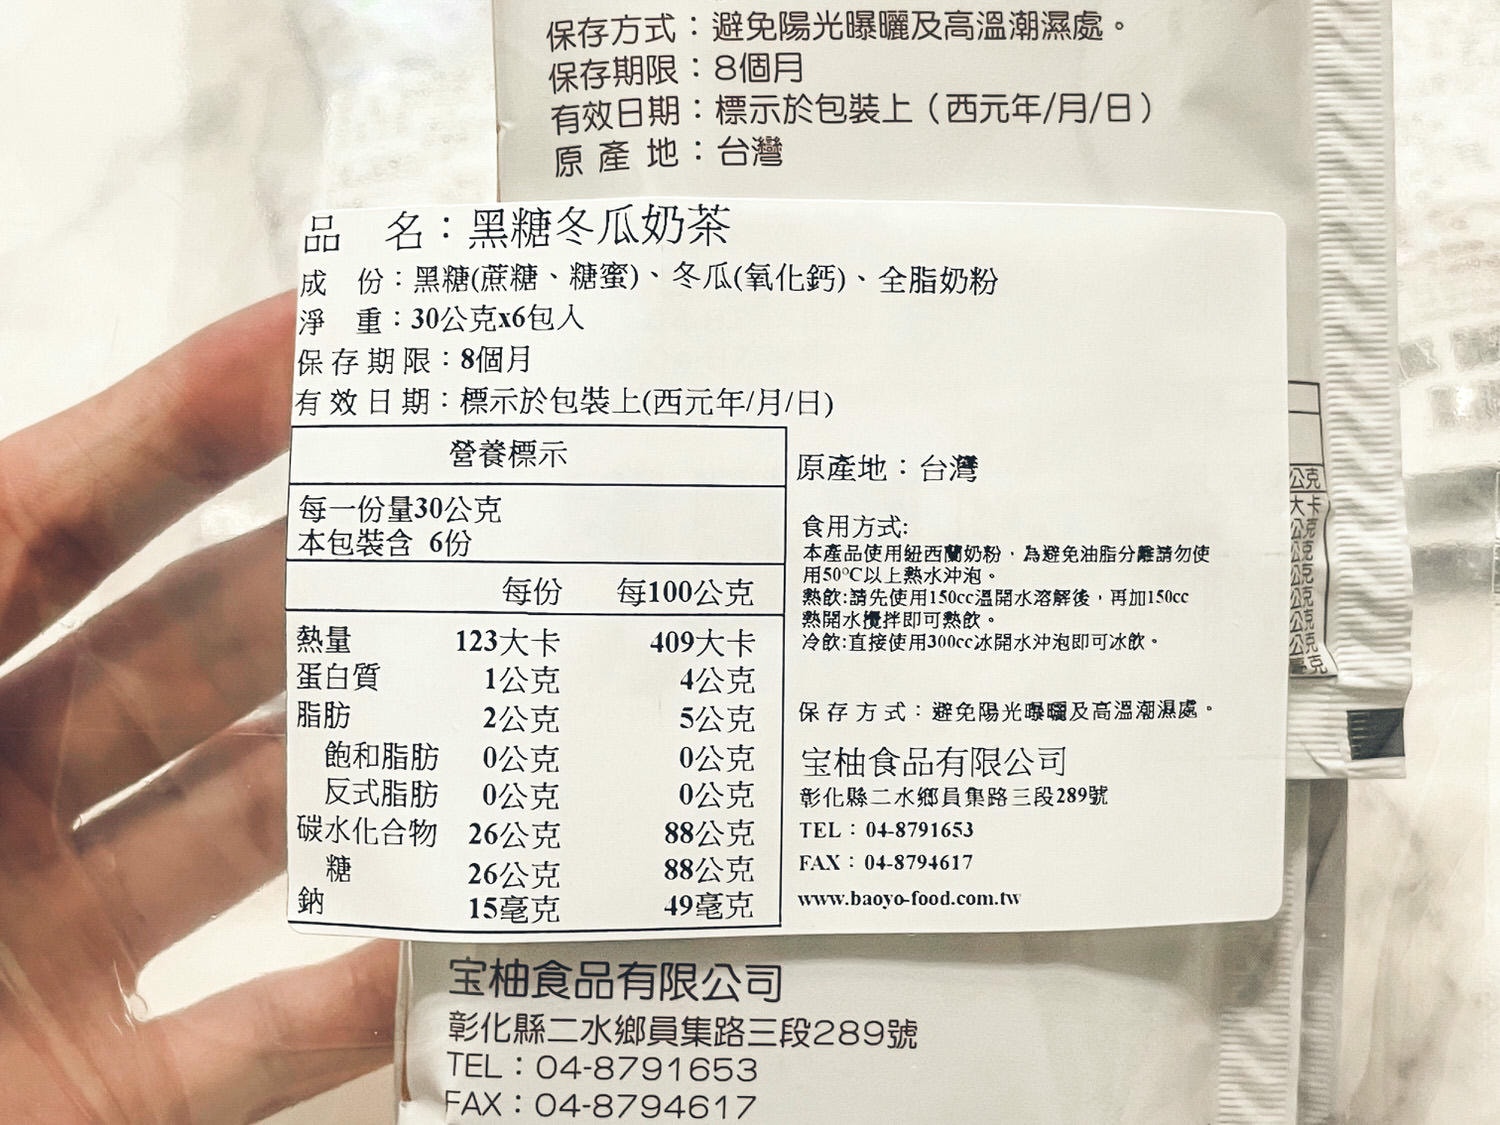 保存方式：避免陽光曝曬及高溫潮濕處。
保存期限：8個月
有效日期：標示於包裝上（西元年/月/日）
原 產 地：台灣
品　名：黑糖冬瓜奶茶
成　份：黑糖(蔗糖、糖蜜)、冬瓜(氧化鈣)、全脂奶粉
淨　重：30公克x6包入
保存期限：8個月
有效日期：標示於包裝上(西元年/月/日)
營養標示
每一份量30公克
本包裝含 6份
每份 每100公克
熱量 123大卡 409大卡
蛋白質 1公克 4公克
脂肪 2公克 5公克
飽和脂肪 0公克 0公克
反式脂肪 0公克 0公克
碳水化合物 26公克 88公克
糖 26公克 88公克
鈉 15毫克 49毫克
原產地：台灣
食用方式:
本產品使用紐西蘭奶粉，為避免油脂分離請勿使
用50°C以上熱水沖泡。
熱飲:請先使用150cc溫開水溶解後，再加150cc
熱開水攪拌即可熱飲。
冷飲:直接使用300cc冰開水沖泡即可冰飲。
保存方式：避免陽光曝曬及高溫潮濕處。
宝柚食品有限公司
彰化縣二水鄉員集路三段289號
TEL：04-8791653
FAX：04-8794617
www.baoyo-food.com.tw
公克
大卡
公克
公克
公克
公克
公克
公克
毫克
宝柚食品有限公司
彰化縣二水鄉員集路三段289號
TEL：04-8791653
FAX：04-8794617